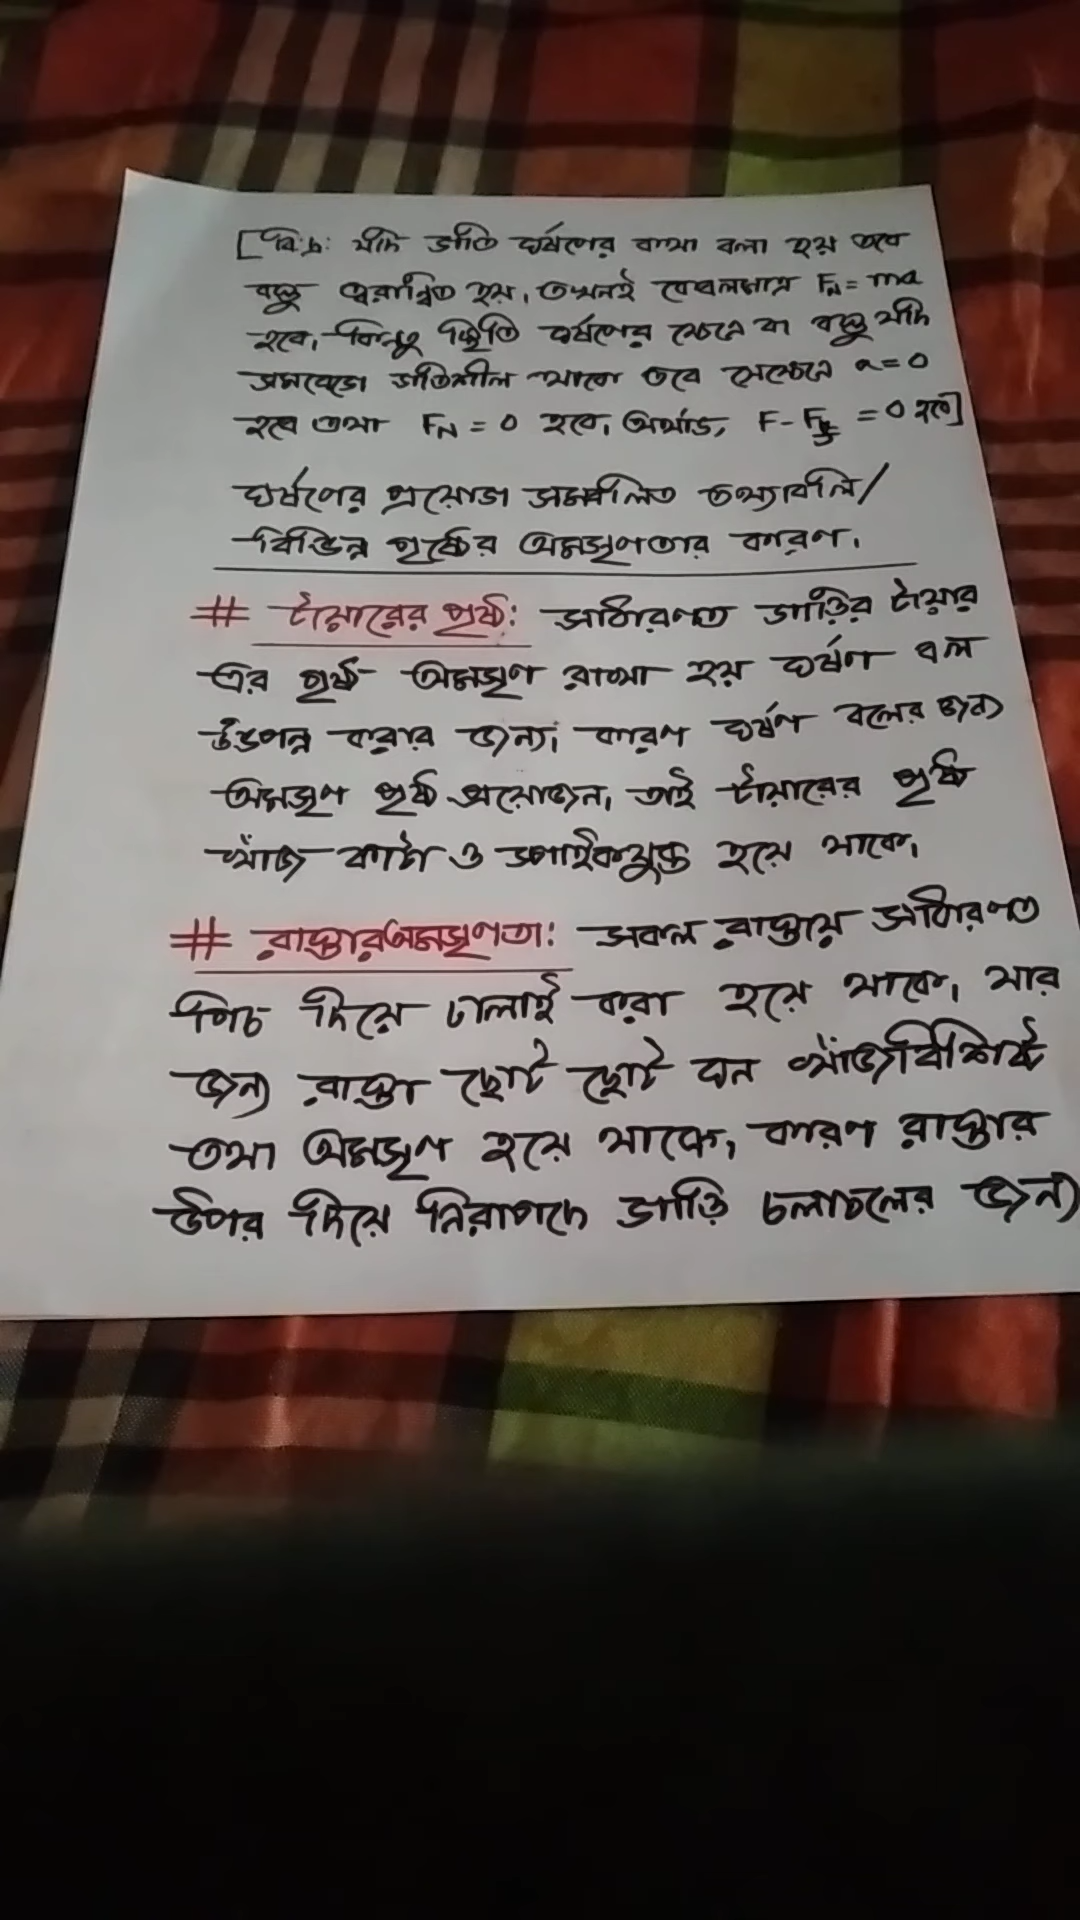 [বি:দ্র: যদি গতি ঘর্ষণের কথা বলা হয় তবে
বস্তু ত্বরান্বিত হয়, তখনই কেবলমাত্র FN = ma
হবে, কিন্তু স্থিতি ঘর্ষণের ক্ষেত্রে বা বস্তু যদি
সমবেগে গতিশীল থাকে তবে সেক্ষেত্রে a = 0
হবে তথা FN = 0 হবে, অর্থাৎ, F - Fk = 0 হবে]
ঘর্ষণের প্রয়োগ সম্বলিত তথ্যাবলি/
বিভিন্ন পৃষ্ঠের অমসৃণতার কারণ।
# টায়ারের পৃষ্ঠ: সাধারণত গাড়ির টায়ার
এর পৃষ্ঠ অমসৃণ রাখা হয় ঘর্ষণ বল
উৎপন্ন করার জন্য, কারণ ঘর্ষণ বলের জন্য
অমসৃণ পৃষ্ঠ প্রয়োজন, তাই টায়ারের পৃষ্ঠ
খাঁজ কাটা ও স্পাইকযুক্ত হয়ে থাকে,
# রাস্তার অমসৃণতা: সকল রাস্তায় সাধারণত
পিচ দিয়ে ঢালাই করা হয়ে থাকে, যার
জন্য রাস্তা ছোট ছোট ঘন খাঁজবিশিষ্ট
তথা অমসৃণ হয়ে থাকে, কারণ রাস্তার
উপর দিয়ে নিরাপদে গাড়ি চলাচলের জন্য